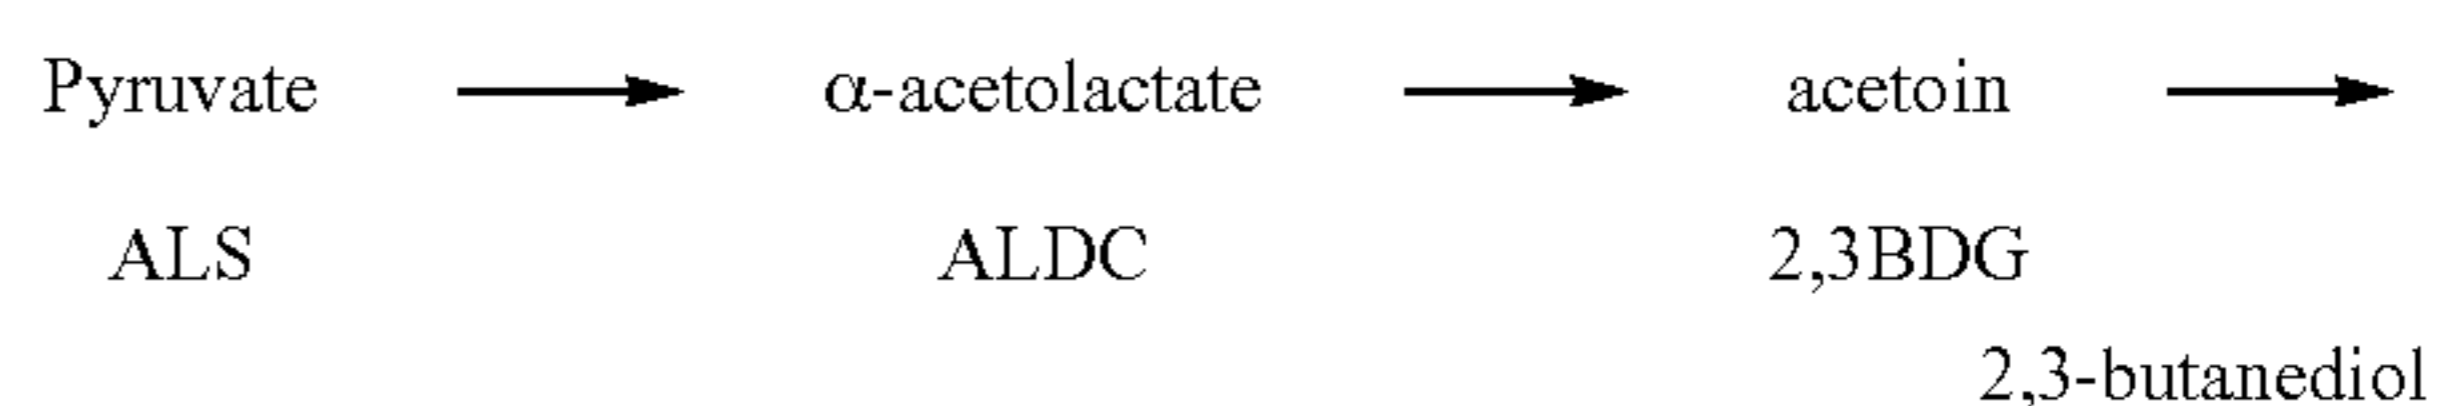 Pyruvate → α-acetolactate → acetoin →
ALS ALDC 2,3BDG
2,3-butanediol